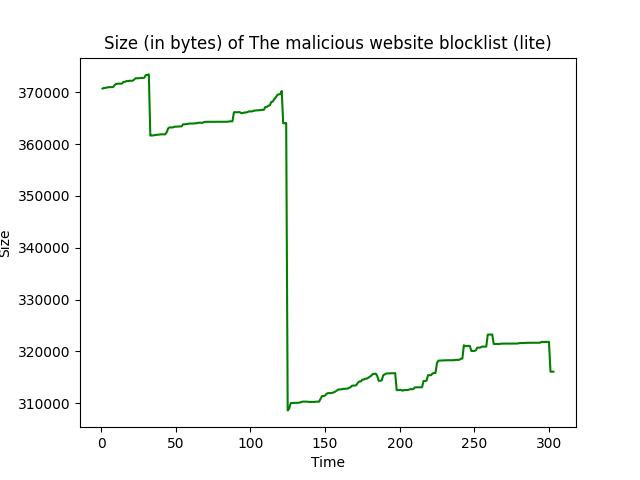 Size (in bytes) of The malicious website blocklist (lite)
370000
360000
350000
340000
330000
320000
310000
Size
0 50 100 150 200 250 300
Time